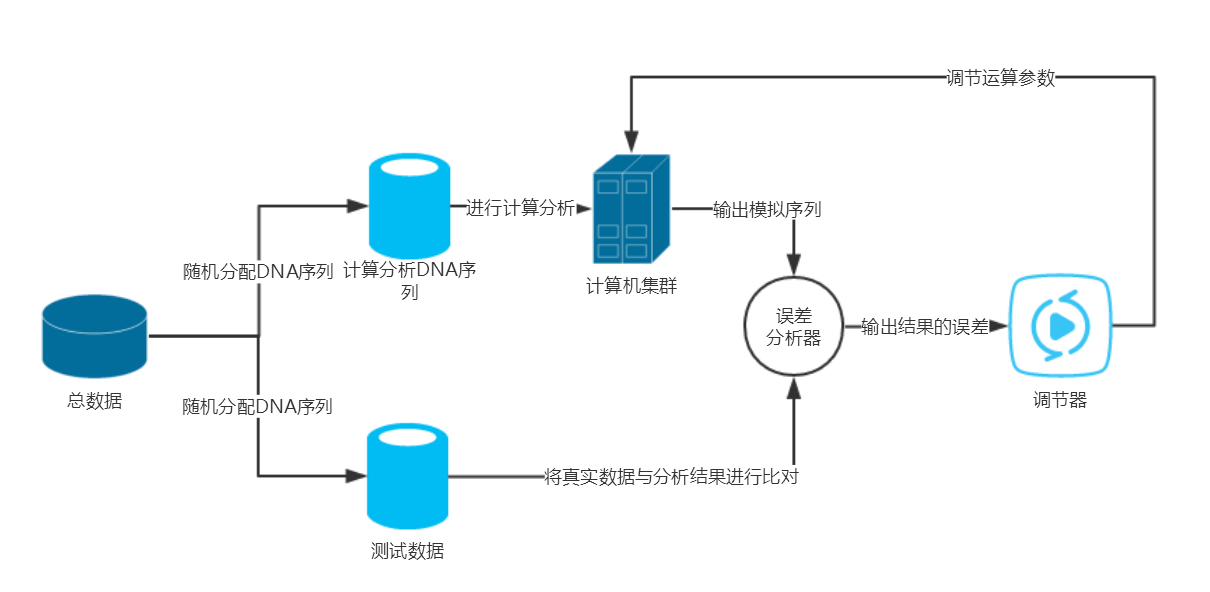 调节运算参数
进行计算分析
输出模拟序列
随机分配DNA序列
计算分析DNA序
列
计算机集群
误差
分析器
输出结果的误差
总数据
随机分配DNA序列
调节器
将真实数据与分析结果进行比对
测试数据